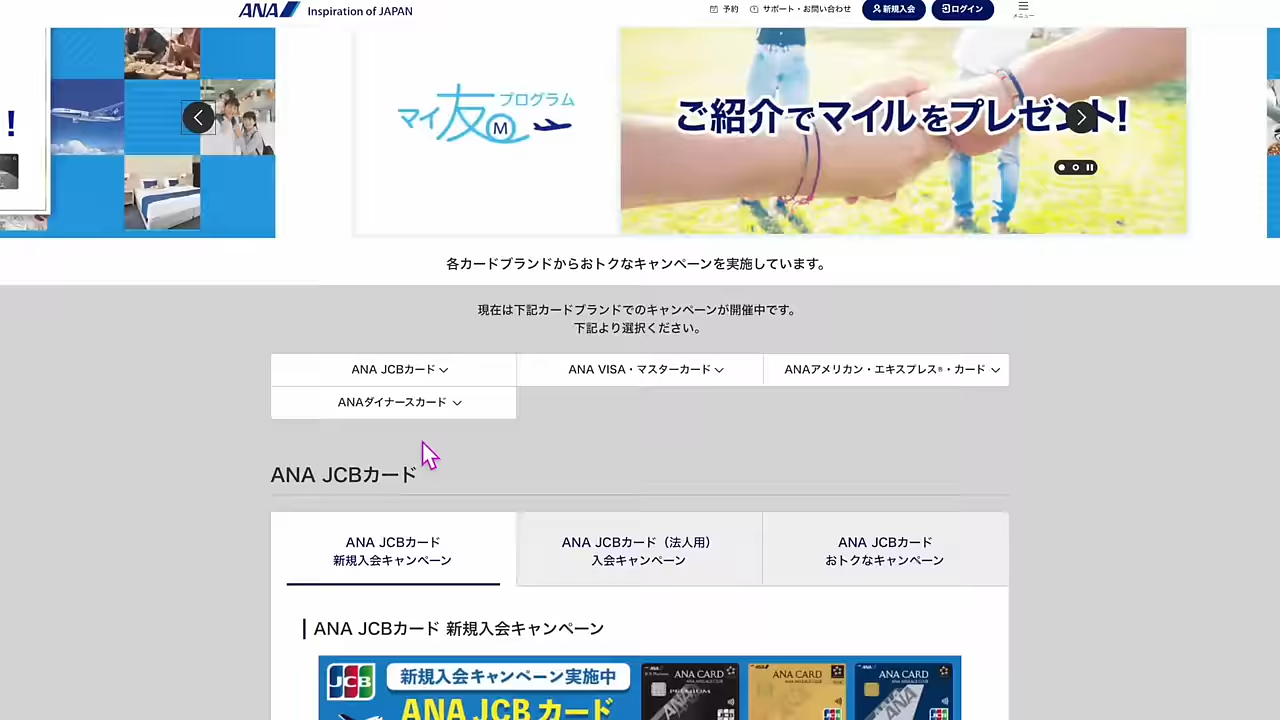 ANA Inspiration of JAPAN
予約
サポート・お問い合わせ
新規入会
ログイン
メニュー
!
マイ友プログラム
M
ご紹介でマイルをプレゼント!
各カードブランドからおトクなキャンペーンを実施しています。
現在は下記カードブランドでのキャンペーンが開催中です。
下記より選択ください。
ANA JCBカード
ANA VISA・マスターカード
ANAアメリカン・エキスプレス®・カード
ANAダイナースカード
ANA JCBカード
ANA JCBカード
新規入会キャンペーン
ANA JCBカード（法人用）
入会キャンペーン
ANA JCBカード
おトクなキャンペーン
ANA JCBカード 新規入会キャンペーン
JCB
新規入会キャンペーン実施中
ANA JCB カード
ANA CARD
PREMIUM
ANA CARD
ANA CARD